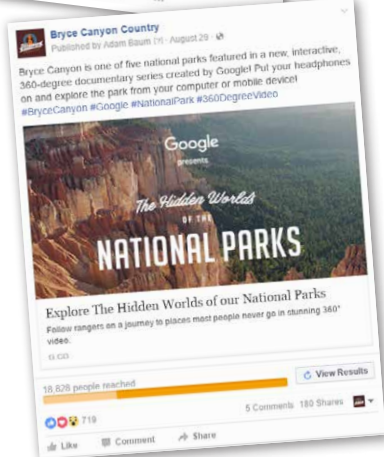 Bryce Canyon Country
Published by Adam Baum [?] · August 29 ·
Bryce Canyon is one of five national parks featured in a new, interactive,
360-degree documentary series created by Google! Put your headphones
on and explore the park from your computer or mobile device!
#BryceCanyon #Google #NationalPark #360DegreeVideo
Google
presents
The Hidden Worlds
OF THE
NATIONAL PARKS
Explore The Hidden Worlds of our National Parks
Follow rangers on a journey to places most people never go in stunning 360°
video.
G.CO
18,828 people reached
View Results
719
5 Comments 180 Shares
Like Comment Share